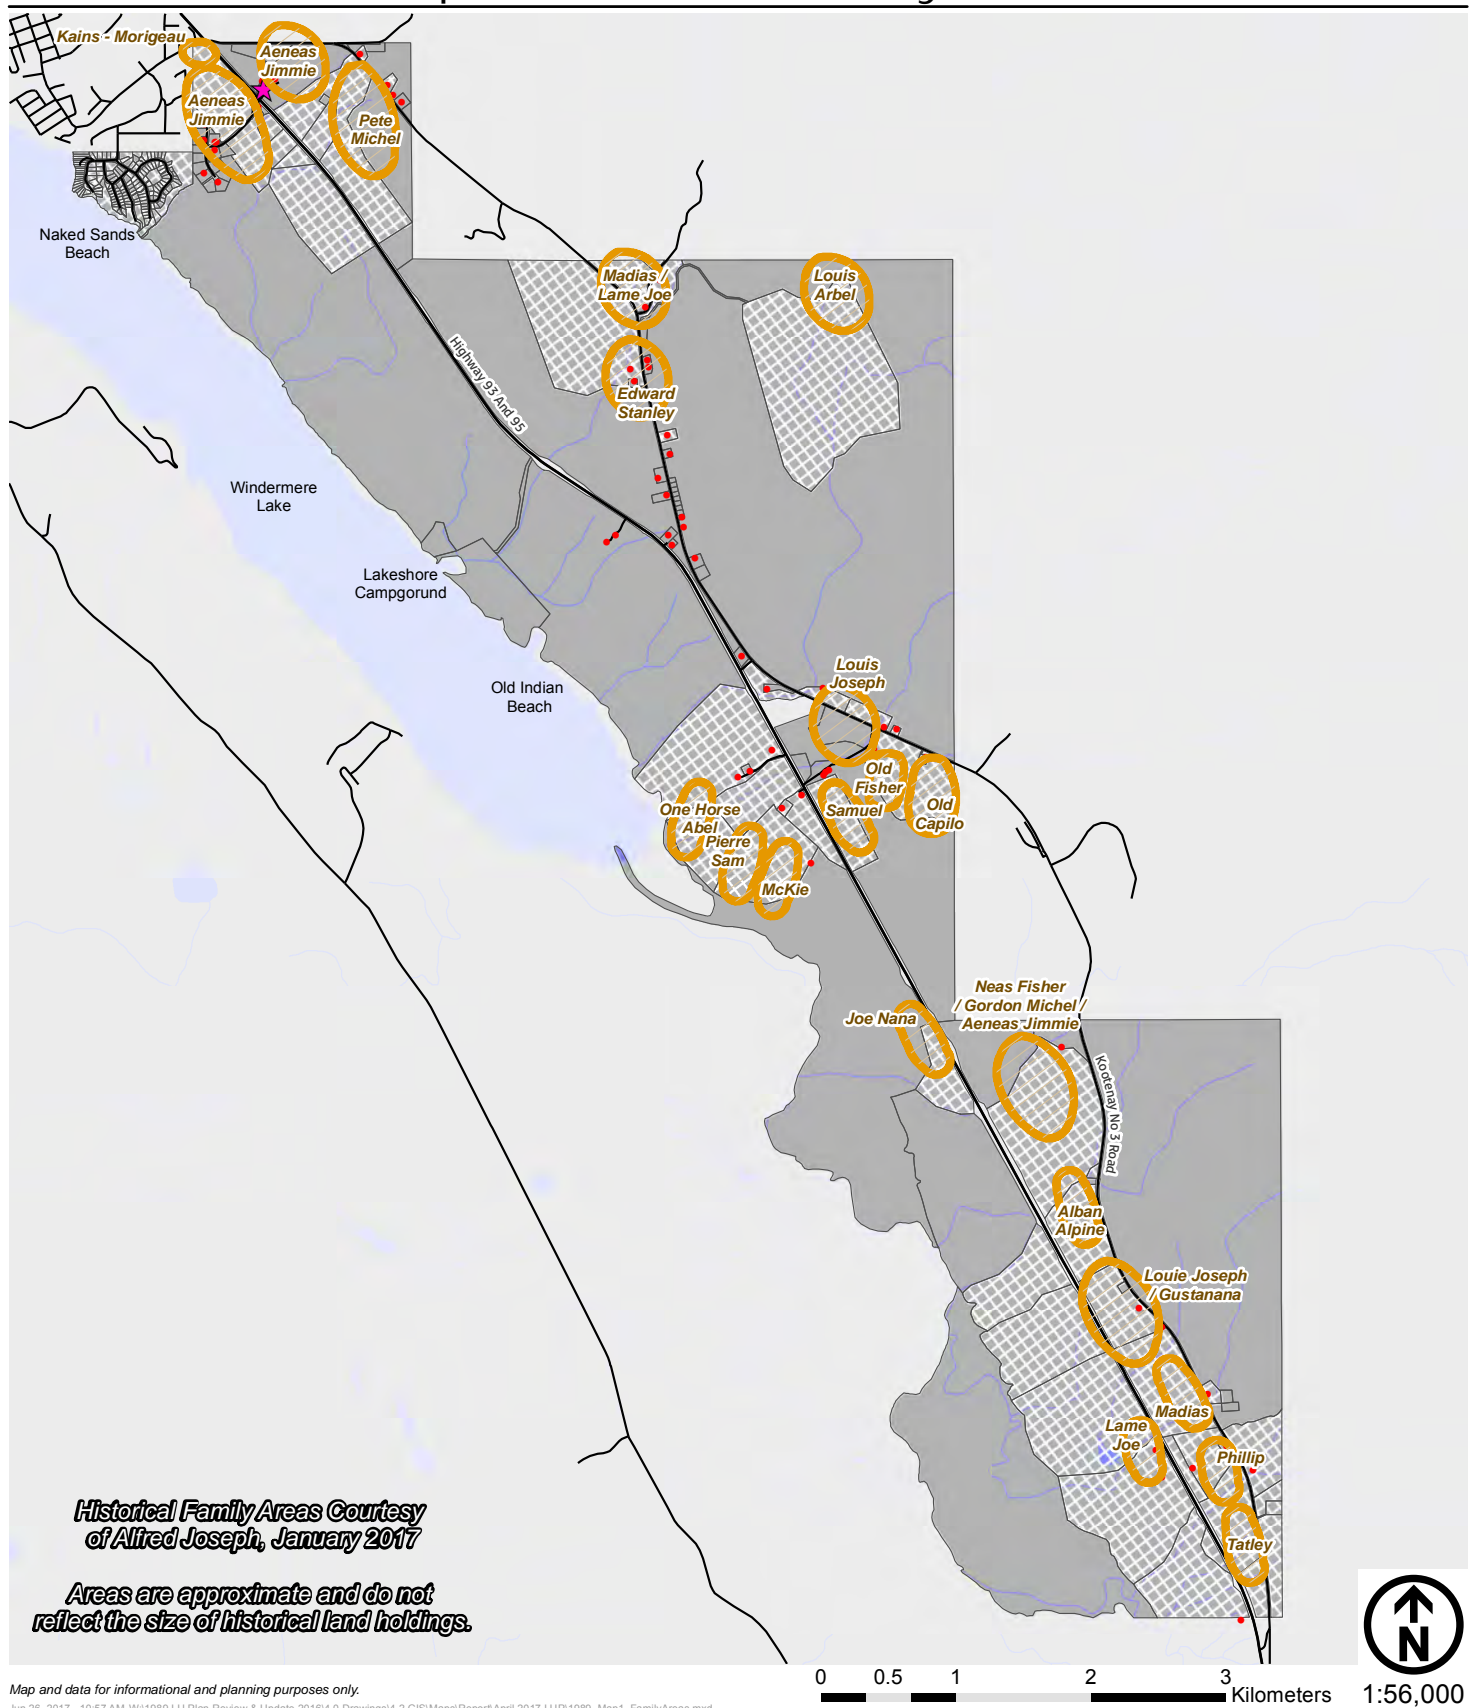 Kains - Morigeau
Aeneas
Jimmie
Aeneas
Jimmie
Pete
Michel
Naked Sands
Beach
Madias /
Lame Joe
Louis
Arbel
Highway 93 And 95
Edward
Stanley
Windermere
Lake
Lakeshore
Campgorund
Old Indian
Beach
Louis
Joseph
Old
Fisher
Old
Capilo
Samuel
One Horse
Abel
Pierre
Sam
McKie
Joe Nana
Neas Fisher
/ Gordon Michel /
Aeneas Jimmie
Kootenay No 3 Road
Alban
Alpine
Louie Joseph
/ Gustanana
Madias
Lame
Joe
Phillip
Tatley
Historical Family Areas Courtesy
of Alfred Joseph, January 2017
Areas are approximate and do not
reflect the size of historical land holdings.
N
Map and data for informational and planning purposes only.
0 0.5 1 2 3
Kilometers
1:56,000